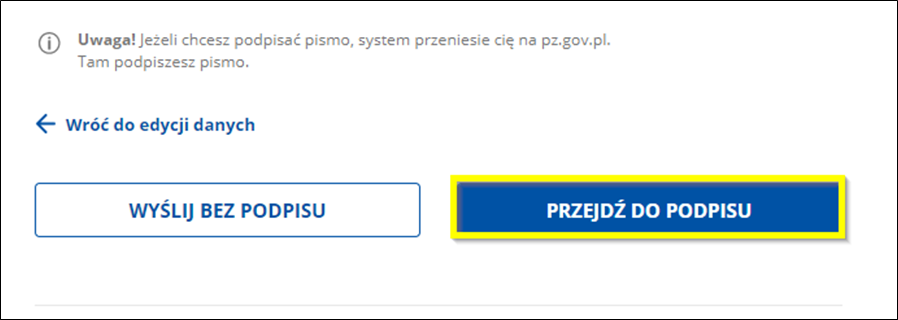 Uwaga! Jeżeli chcesz podpisać pismo, system przeniesie cię na pz.gov.pl.
Tam podpiszesz pismo.
Wróć do edycji danych
WYŚLIJ BEZ PODPISU
PRZEJDŹ DO PODPISU